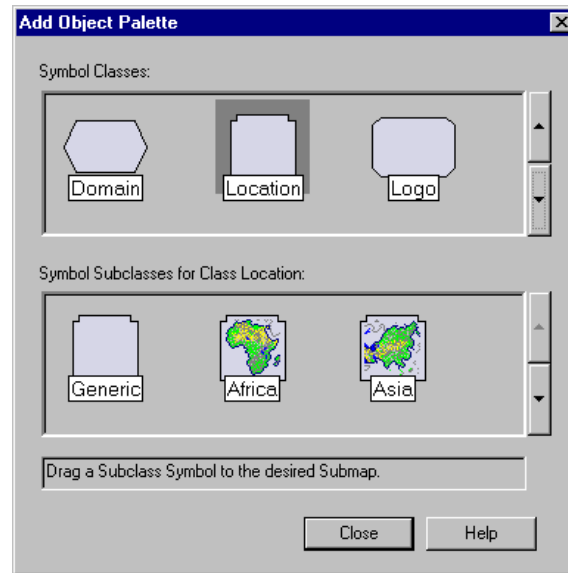 Add Object Palette
Symbol Classes:
Domain
Location
Logo
Symbol Subclasses for Class Location:
Generic
Africa
Asia
Drag a Subclass Symbol to the desired Submap.
Close
Help